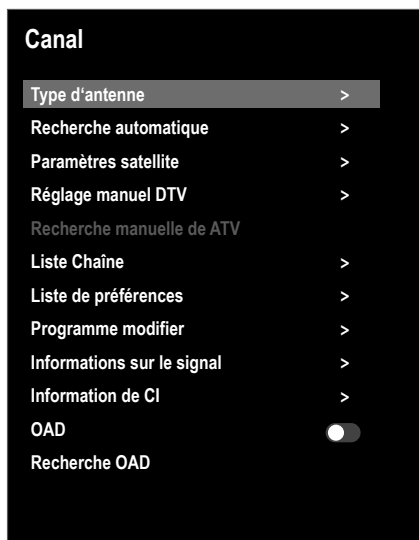 Canal
Type d‘antenne >
Recherche automatique >
Paramètres satellite >
Réglage manuel DTV >
Recherche manuelle de ATV
Liste Chaîne >
Liste de préférences >
Programme modifier >
Informations sur le signal >
Information de CI >
OAD
Recherche OAD